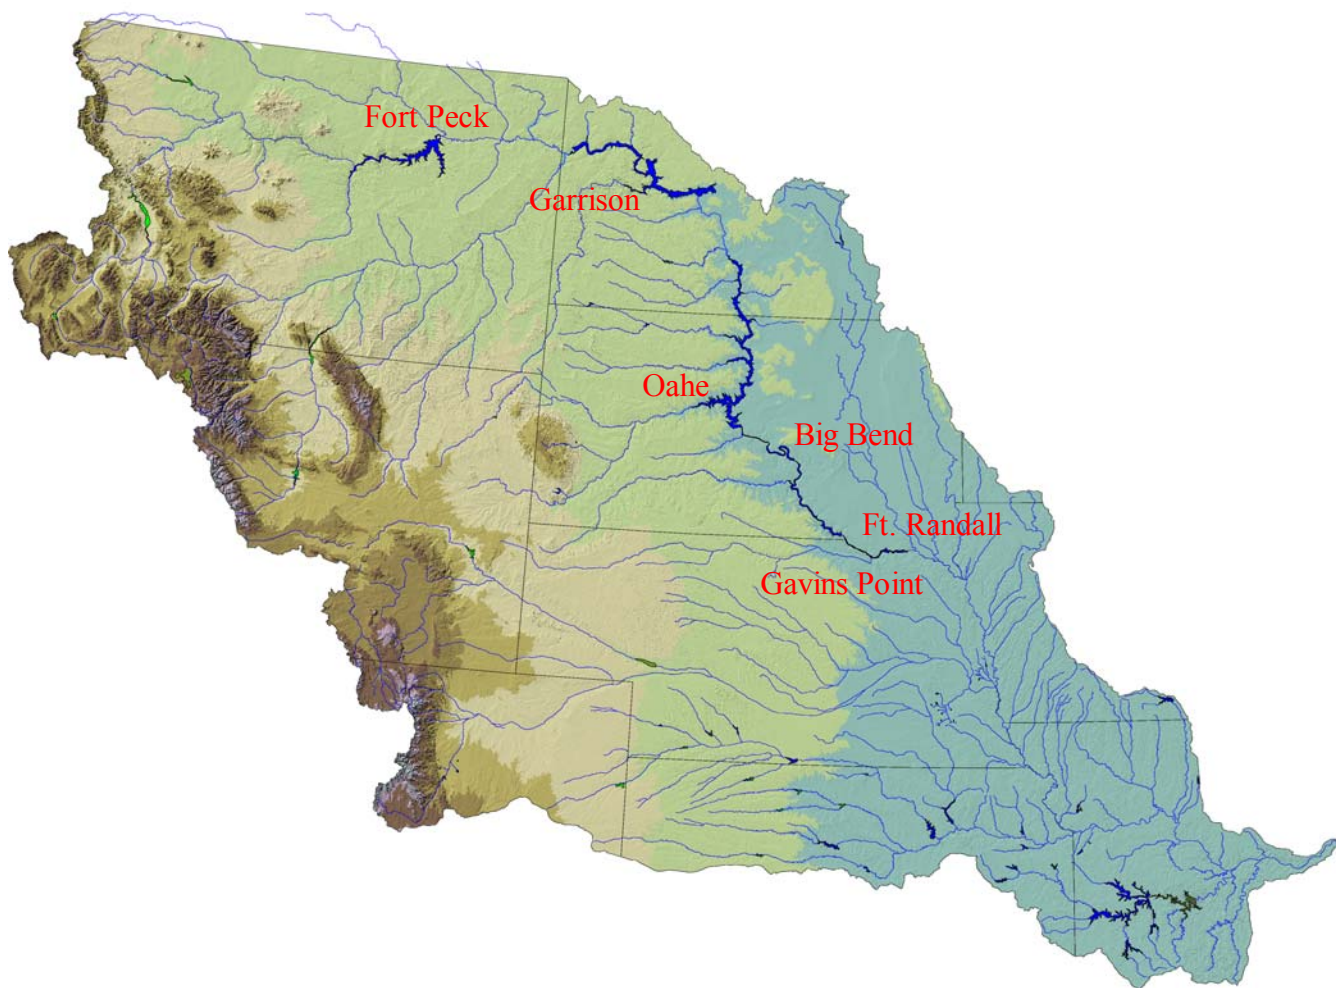 Fort Peck
Garrison
Oahe
Big Bend
Ft. Randall
Gavins Point